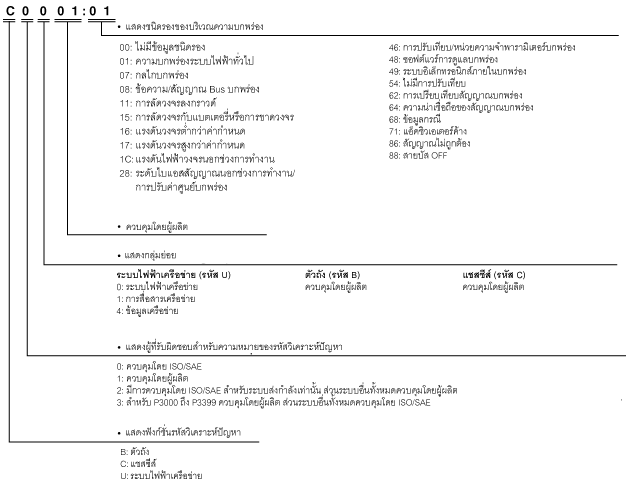 C 0 0 0 1 : 0 1
• แสดงชนิดรองของบริเวณความบกพร่อง
00: ไม่มีข้อมูลชนิดรอง
01: ความบกพร่องระบบไฟฟ้าทั่วไป
07: กลไกบกพร่อง
08: ข้อความ/สัญญาณ Bus บกพร่อง
11: การลัดวงจรลงกราวด์
15: การลัดวงจรกับแบตเตอรี่หรือการขาดวงจร
16: แรงดันวงจรต่ำกว่าค่ากำหนด
17: แรงดันวงจรสูงกว่าค่ากำหนด
1C: แรงดันไฟฟ้าวงจรนอกช่วงการทำงาน
28: ระดับไบแอสสัญญาณนอกช่วงการทำงาน/
การปรับค่าศูนย์บกพร่อง
46: การปรับเทียบ/หน่วยความจำพารามิเตอร์บกพร่อง
48: ซอฟต์แวร์การดูแลบกพร่อง
49: ระบบอิเล็กทรอนิกส์ภายในบกพร่อง
54: ไม่มีการปรับเทียบ
62: การเปรียบเทียบสัญญาณบกพร่อง
64: ความน่าเชื่อถือของสัญญาณบกพร่อง
68: ข้อมูลกรณี
71: แอ็คชิวเอเตอร์ค้าง
86: สัญญาณไม่ถูกต้อง
88: สายบัส OFF
• ควบคุมโดยผู้ผลิต
• แสดงกลุ่มย่อย
ระบบไฟฟ้าเครือข่าย (รหัส U)
0: ระบบไฟฟ้าเครือข่าย
1: การสื่อสารเครือข่าย
4: ข้อมูลเครือข่าย
ตัวถัง (รหัส B)
ควบคุมโดยผู้ผลิต
แชสซีส์ (รหัส C)
ควบคุมโดยผู้ผลิต
• แสดงผู้ที่รับผิดชอบสำหรับความหมายของรหัสวิเคราะห์ปัญหา
0: ควบคุมโดย ISO/SAE
1: ควบคุมโดยผู้ผลิต
2: มีการควบคุมโดย ISO/SAE สำหรับระบบส่งกำลังเท่านั้น ส่วนระบบอื่นทั้งหมดควบคุมโดยผู้ผลิต
3: สำหรับ P3000 ถึง P3399 ควบคุมโดยผู้ผลิต ส่วนระบบอื่นทั้งหมดควบคุมโดย ISO/SAE
• แสดงฟังก์ชั่นรหัสวิเคราะห์ปัญหา
B: ตัวถัง
C: แชสซีส์
U: ระบบไฟฟ้าเครือข่าย